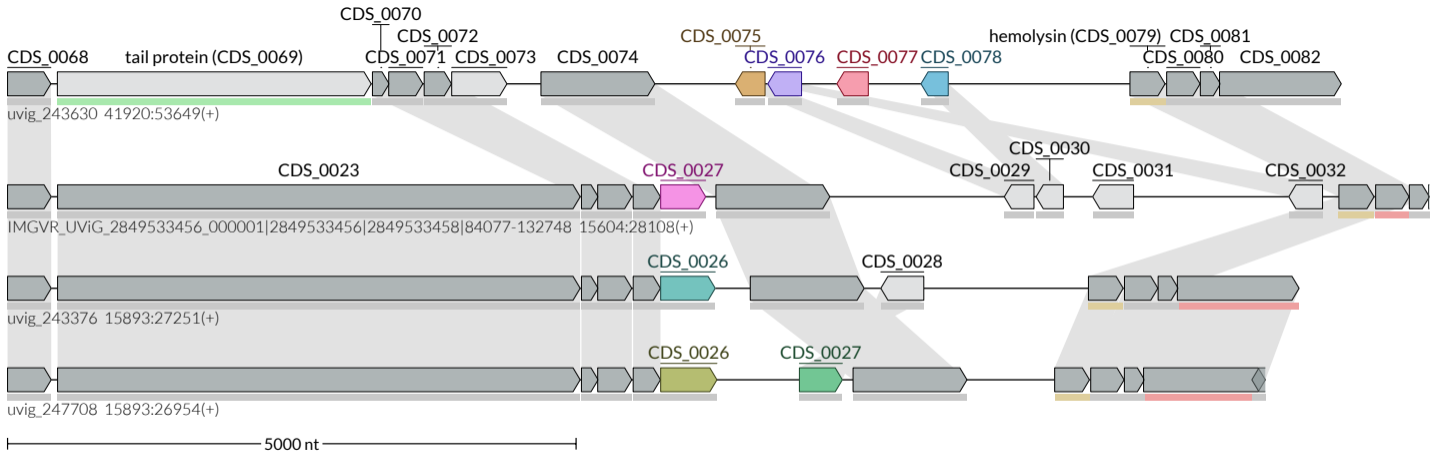 CDS_0070
CDS_0072 CDS_0075 hemolysin (CDS_0079) CDS_0081
CDS_0068 tail protein (CDS_0069) CDS_0071 CDS_0073 CDS_0074 CDS_0076 CDS_0077 CDS_0078 CDS_0080 CDS_0082
uvig_243630 41920:53649(+)
CDS_0030
CDS_0023 CDS_0027 CDS_0029 CDS_0031 CDS_0032
IMGVR_UViG_2849533456_000001|2849533456|2849533458|84077-132748 15604:28108(+)
CDS_0026 CDS_0028
uvig_243376 15893:27251(+)
CDS_0026 CDS_0027
uvig_247708 15893:26954(+)
5000 nt